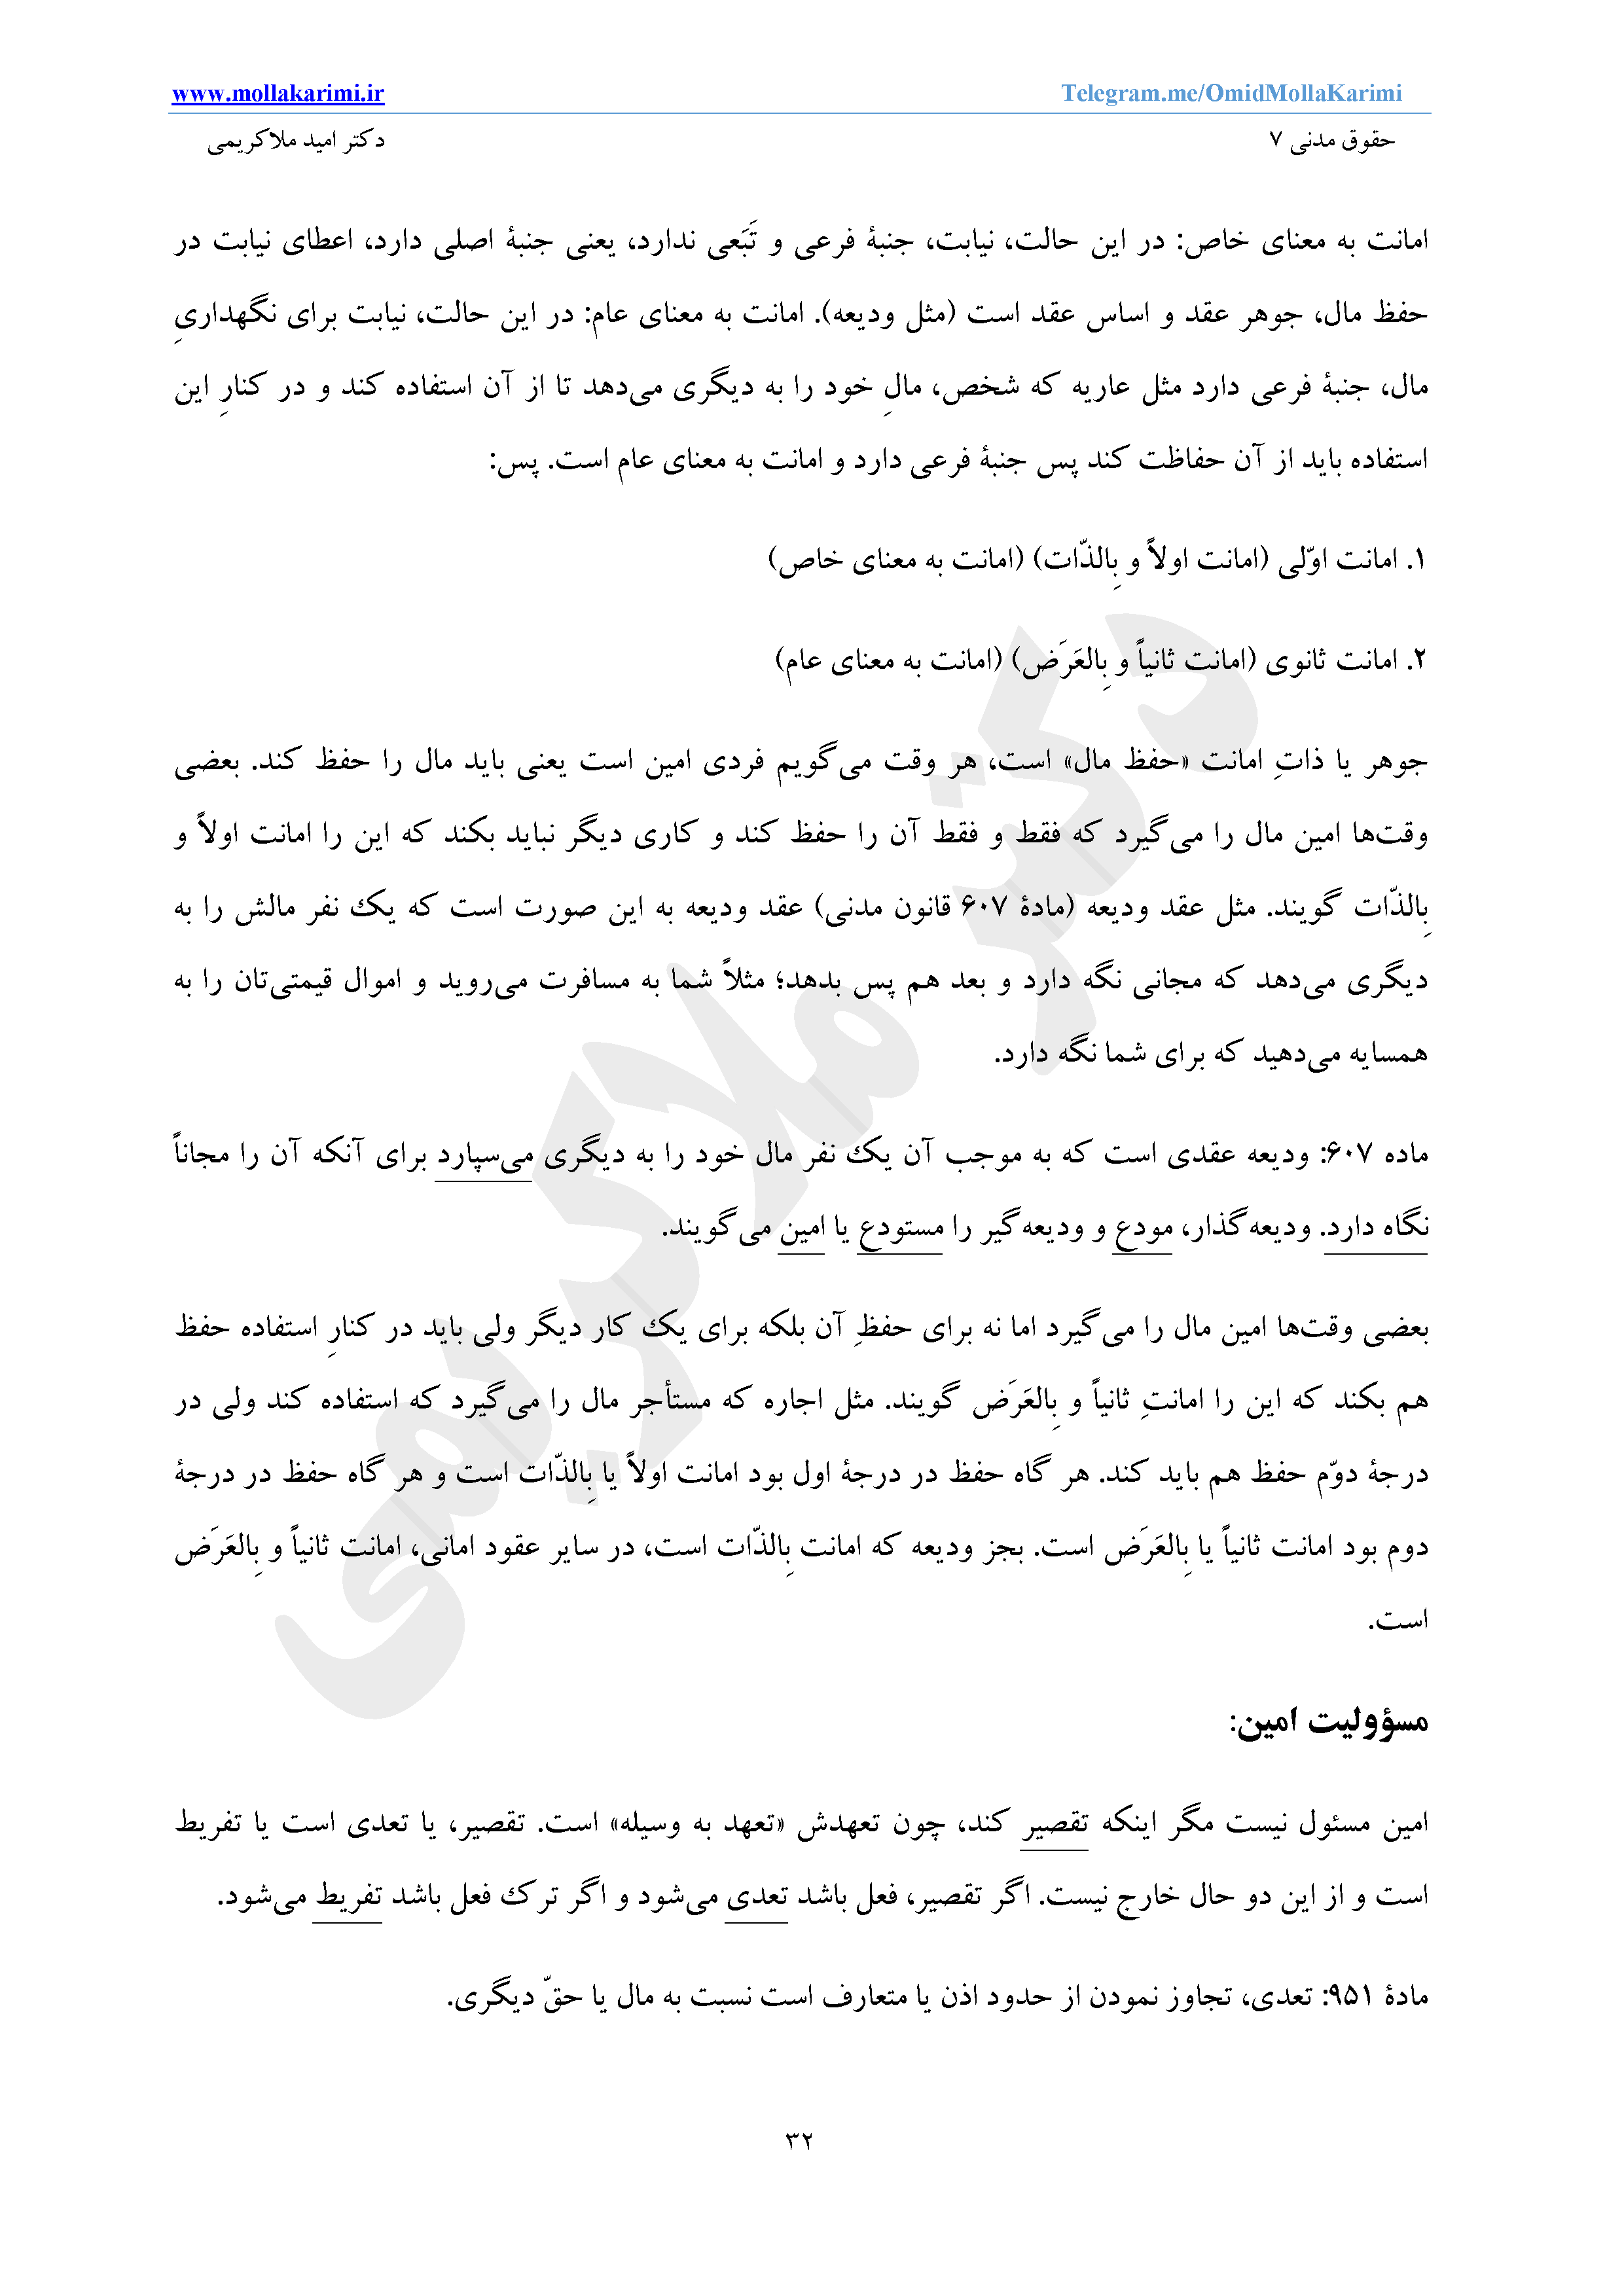 www.mollakarimi.ir Telegram.me/OmidMollaKarimi
حقوق مدنی ۷ دکتر امید ملاکریمی
امانت به معنای خاص: در این حالت، نیابت، جنبهٔ فرعی و تَبَعی ندارد، یعنی جنبهٔ اصلی دارد، اعطای نیابت در
حفظ مال، جوهر عقد و اساس عقد است (مثل ودیعه). امانت به معنای عام: در این حالت، نیابت برای نگهداریِ
مال، جنبهٔ فرعی دارد مثل عاریه که شخص، مالِ خود را به دیگری می‌دهد تا از آن استفاده کند و در کنارِ این
استفاده باید از آن حفاظت کند پس جنبهٔ فرعی دارد و امانت به معنای عام است. پس:
۱. امانت اوّلی (امانت اولاً و بِالذّات) (امانت به معنای خاص)
۲. امانت ثانوی (امانت ثانیاً و بِالعَرَض) (امانت به معنای عام)
جوهر یا ذاتِ امانت «حفظ مال» است، هر وقت می‌گویم فردی امین است یعنی باید مال را حفظ کند. بعضی
وقت‌ها امین مال را می‌گیرد که فقط و فقط آن را حفظ کند و کاری دیگر نباید بکند که این را امانت اولاً و
بِالذّات گویند. مثل عقد ودیعه (مادهٔ ۶۰۷ قانون مدنی) عقد ودیعه به این صورت است که یک نفر مالش را به
دیگری می‌دهد که مجانی نگه دارد و بعد هم پس بدهد؛ مثلاً شما به مسافرت می‌روید و اموال قیمتی‌تان را به
همسایه می‌دهید که برای شما نگه دارد.
ماده ۶۰۷: ودیعه عقدی است که به موجب آن یک نفر مال خود را به دیگری می‌سپارد برای آنکه آن را مجاناً
نگاه دارد. ودیعه‌گذار، مودع و ودیعه‌گیر را مستودع یا امین می‌گویند.
بعضی وقت‌ها امین مال را می‌گیرد اما نه برای حفظِ آن بلکه برای یک کار دیگر ولی باید در کنارِ استفاده حفظ
هم بکند که این را امانتِ ثانیاً و بِالعَرَض گویند. مثل اجاره که مستأجر مال را می‌گیرد که استفاده کند ولی در
درجهٔ دوّم حفظ هم باید کند. هر گاه حفظ در درجهٔ اول بود امانت اولاً یا بِالذّات است و هر گاه حفظ در درجهٔ
دوم بود امانت ثانیاً یا بِالعَرَض است. بجز ودیعه که امانت بِالذّات است، در سایر عقود امانی، امانت ثانیاً و بِالعَرَض
است.
مسؤولیت امین:
امین مسئول نیست مگر اینکه تقصیر کند، چون تعهدش «تعهد به وسیله» است. تقصیر، یا تعدی است یا تفریط
است و از این دو حال خارج نیست. اگر تقصیر، فعل باشد تعدی می‌شود و اگر ترک فعل باشد تفریط می‌شود.
مادهٔ ۹۵۱: تعدی، تجاوز نمودن از حدود اذن یا متعارف است نسبت به مال یا حقّ دیگری.
۳۲
دکتر ملاکریمی